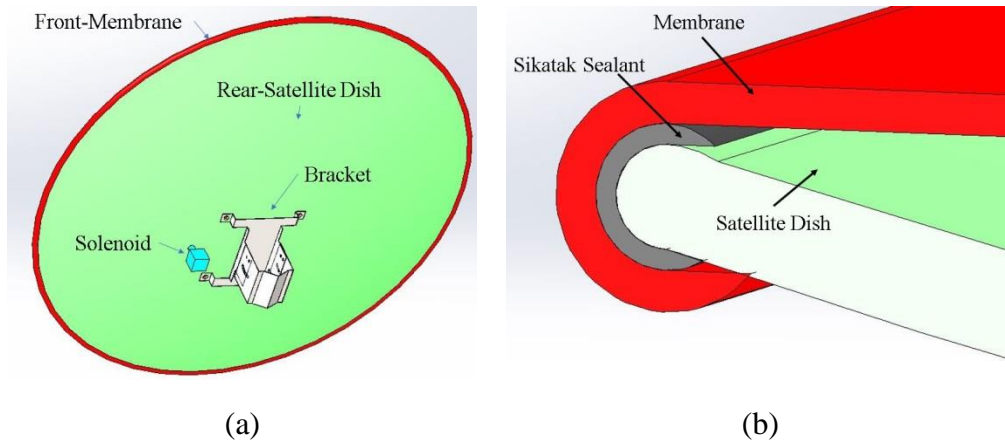 Front-Membrane
Rear-Satellite Dish
Bracket
Solenoid
(a)
Membrane
Sikatak Sealant
Satellite Dish
(b)